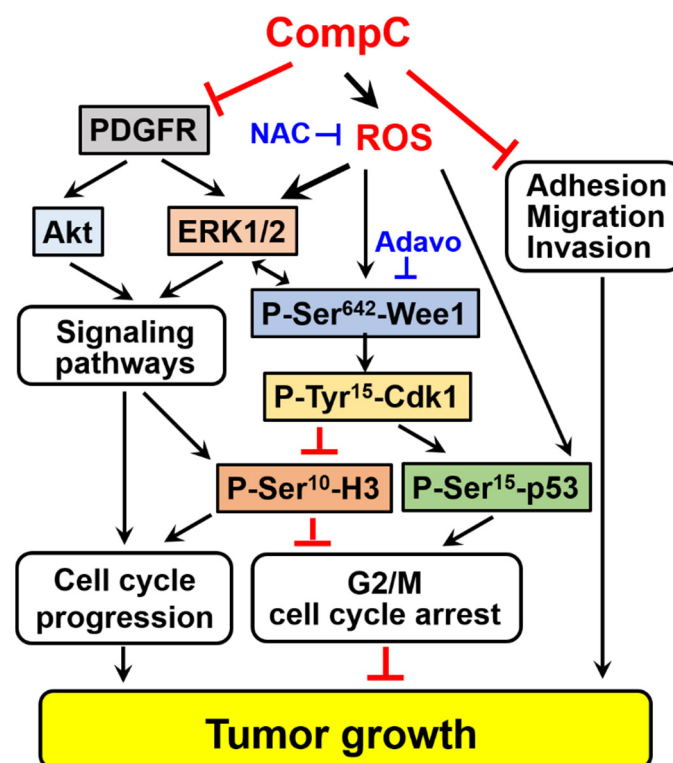 CompC
PDGFR
NAC
ROS
Adhesion
Migration
Invasion
Akt
ERK1/2
Adavo
Signaling
pathways
P-Ser⁶⁴²-Wee1
P-Tyr¹⁵-Cdk1
P-Ser¹⁰-H3
P-Ser¹⁵-p53
Cell cycle
progression
G2/M
cell cycle arrest
Tumor growth